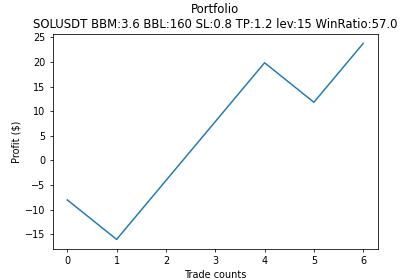 Portfolio
SOLUSDT BBM:3.6 BBL:160 SL:0.8 TP:1.2 lev:15 WinRatio:57.0
25
20
15
10
5
0
−5
−10
−15
Profit ($)
0 1 2 3 4 5 6
Trade counts